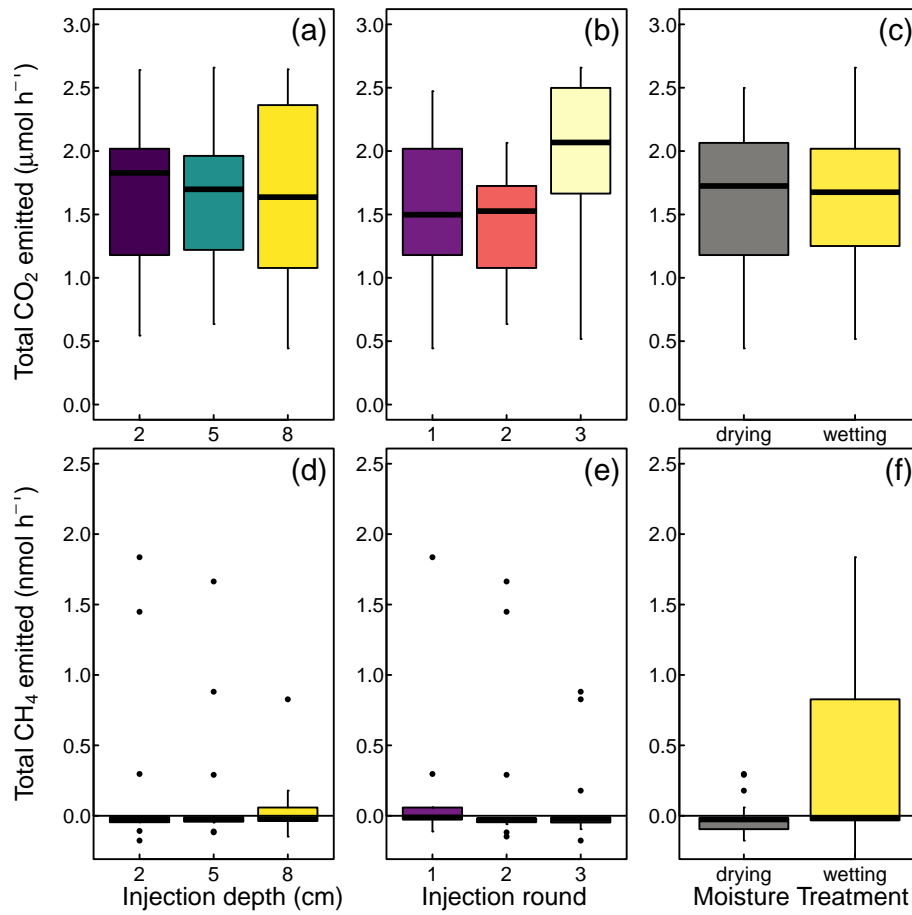 (a) (b) (c)
Total CO₂ emitted (µmol h⁻¹)
3.0 3.0 3.0
2.5 2.5 2.5
2.0 2.0 2.0
1.5 1.5 1.5
1.0 1.0 1.0
0.5 0.5 0.5
0.0 0.0 0.0
2 5 8 1 2 3 drying wetting
(d) (e) (f)
Total CH₄ emitted (nmol h⁻¹)
2.5 2.5 2.5
2.0 2.0 2.0
1.5 1.5 1.5
1.0 1.0 1.0
0.5 0.5 0.5
0.0 0.0 0.0
2 5 8 1 2 3 drying wetting
Injection depth (cm) Injection round Moisture Treatment